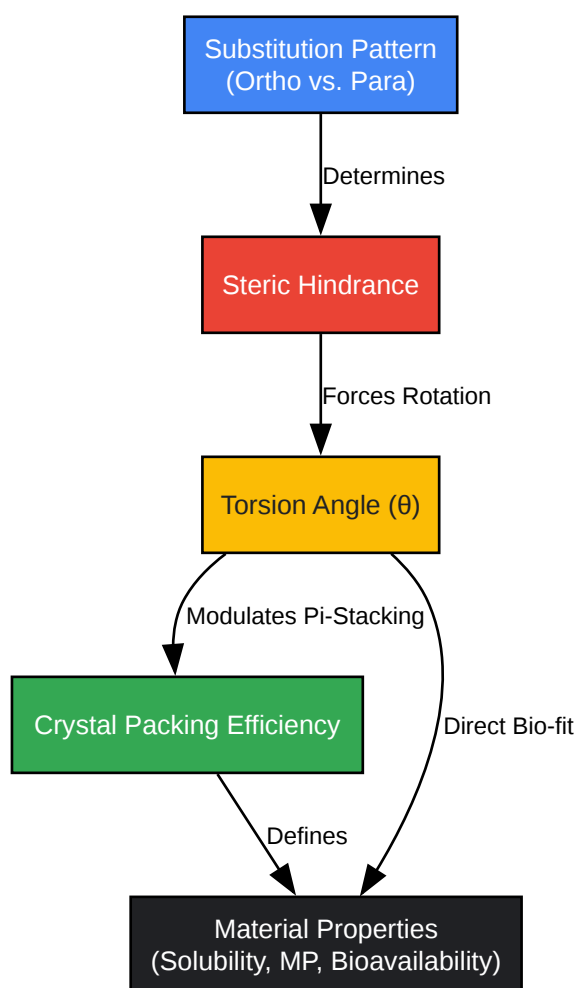 Substitution Pattern
(Ortho vs. Para)
Determines
Steric Hindrance
Forces Rotation
Torsion Angle (θ)
Modulates Pi-Stacking
Crystal Packing Efficiency
Direct Bio-fit
Defines
Material Properties
(Solubility, MP, Bioavailability)